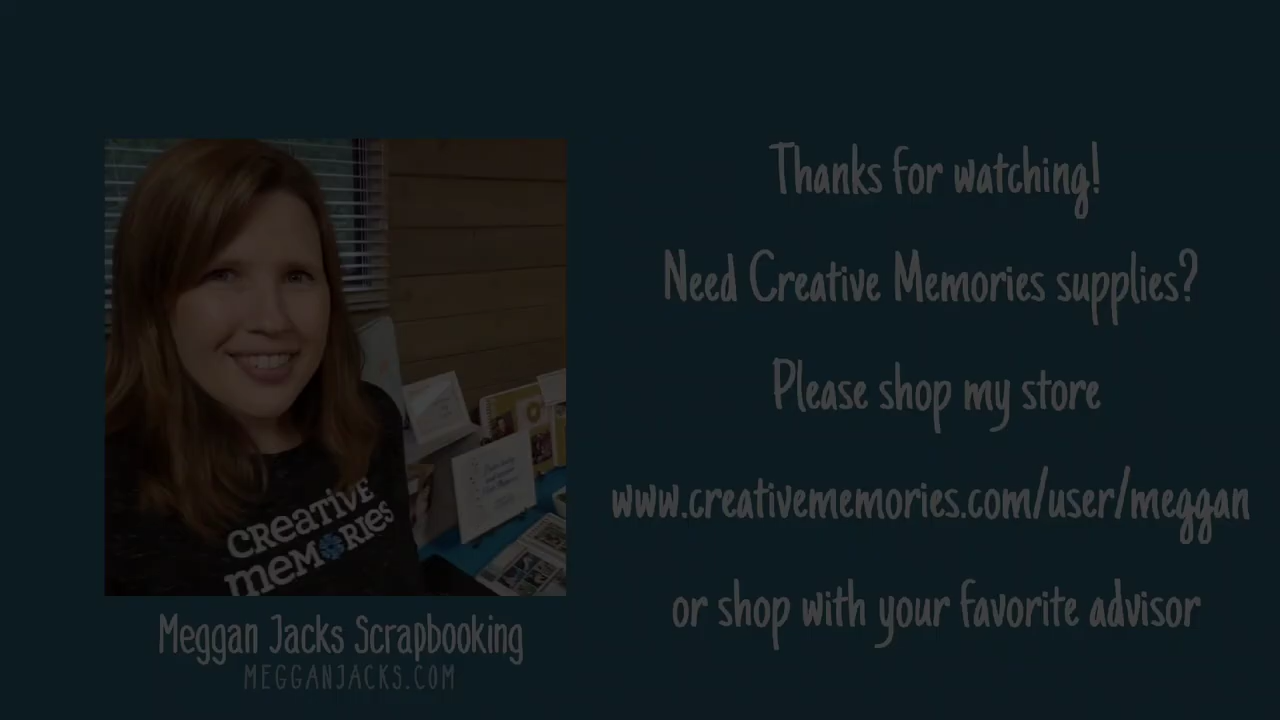 Thanks for watching!
Need Creative Memories supplies?
Please shop my store
www.creativememories.com/user/meggan
or shop with your favorite advisor
CREATIVE
MEMORIES
Meggan Jacks Scrapbooking
MEGGANJACKS.COM